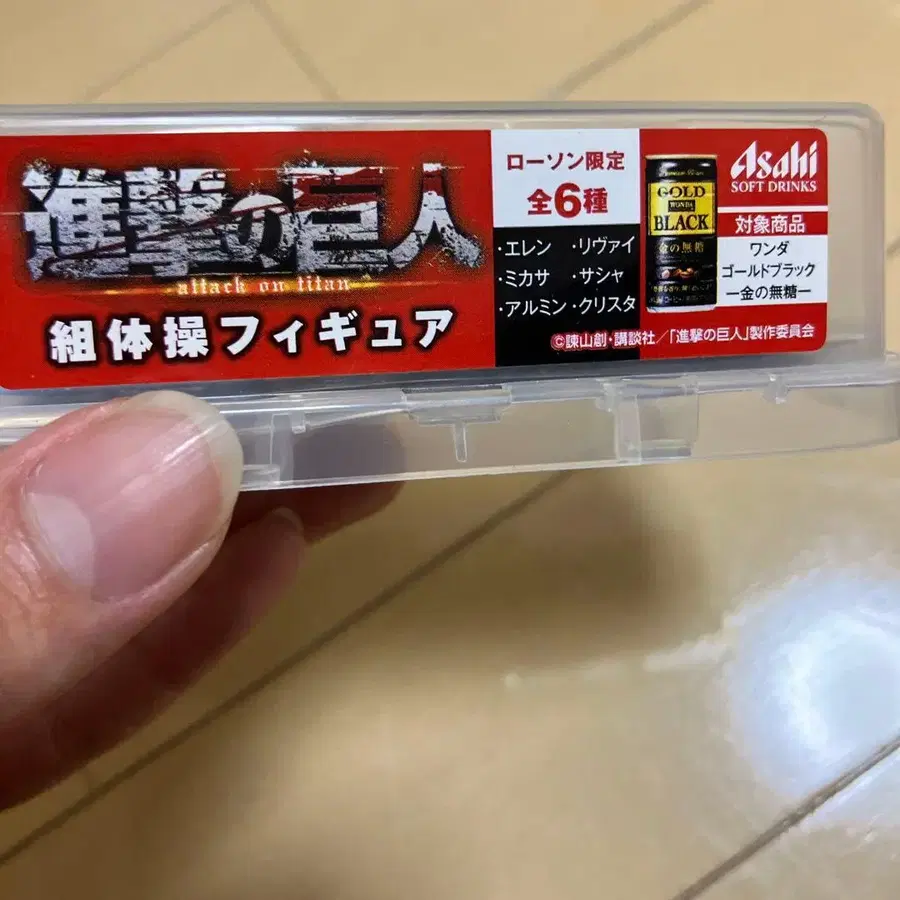 進撃の巨人
attack on titan
組体操フィギュア
ローソン限定
全6種
・エレン ・リヴァイ
・ミカサ ・サシャ
・アルミン ・クリスタ
GOLD
WONDA
BLACK
金の無糖
Asahi
SOFT DRINKS
対象商品
ワンダ
ゴールドブラック
ー金の無糖ー
©諫山創・講談社/「進撃の巨人」製作委員会